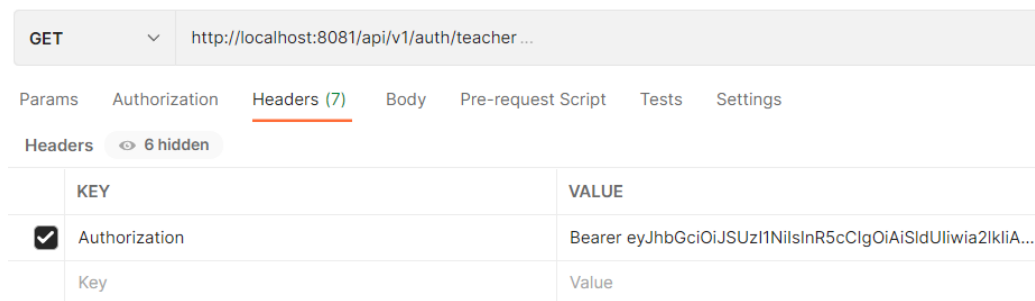 GET http://localhost:8081/api/v1/auth/teacher ...
Params Authorization Headers (7) Body Pre-request Script Tests Settings
Headers 6 hidden
KEY VALUE
Authorization Bearer eyJhbGciOiJSUzI1NiIsInR5cCIgOiAiSldUIiwia2lkIiA...
Key Value